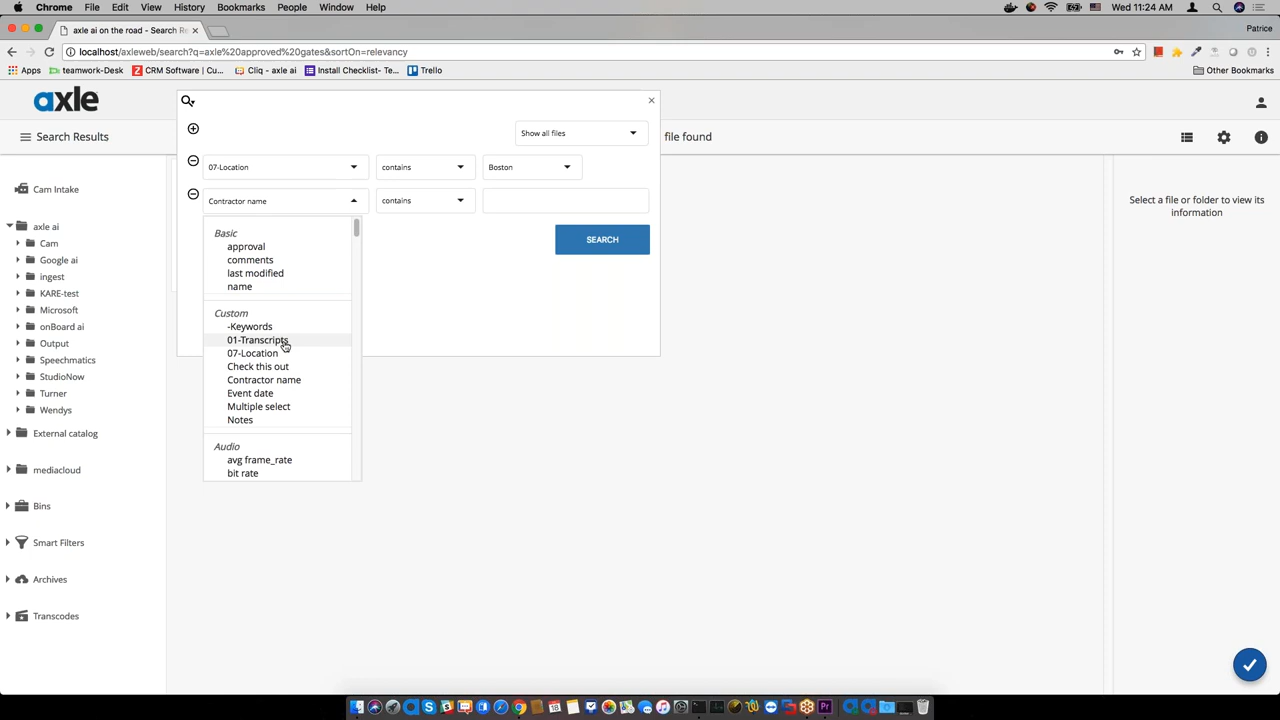 Chrome File Edit View History Bookmarks People Window Help Wed 11:24 AM
axle ai on the road - Search Re Patrice
localhost/axleweb/search?q=axle%20approved%20gates&sortOn=relevancy
Apps teamwork-Desk CRM Software | Cu... Cliq - axle ai Install Checklist- Te... Trello Other Bookmarks
axle
Search Results
Show all files
file found
07-Location contains Boston
Contractor name contains
SEARCH
Basic
approval
comments
last modified
name
Custom
-Keywords
01-Transcripts
07-Location
Check this out
Contractor name
Event date
Multiple select
Notes
Audio
avg frame_rate
bit rate
Cam Intake
axle ai
Cam
Google ai
ingest
KARE-test
Microsoft
onBoard ai
Output
Speechmatics
StudioNow
Turner
Wendys
External catalog
mediacloud
Bins
Smart Filters
Archives
Transcodes
Select a file or folder to view its
information